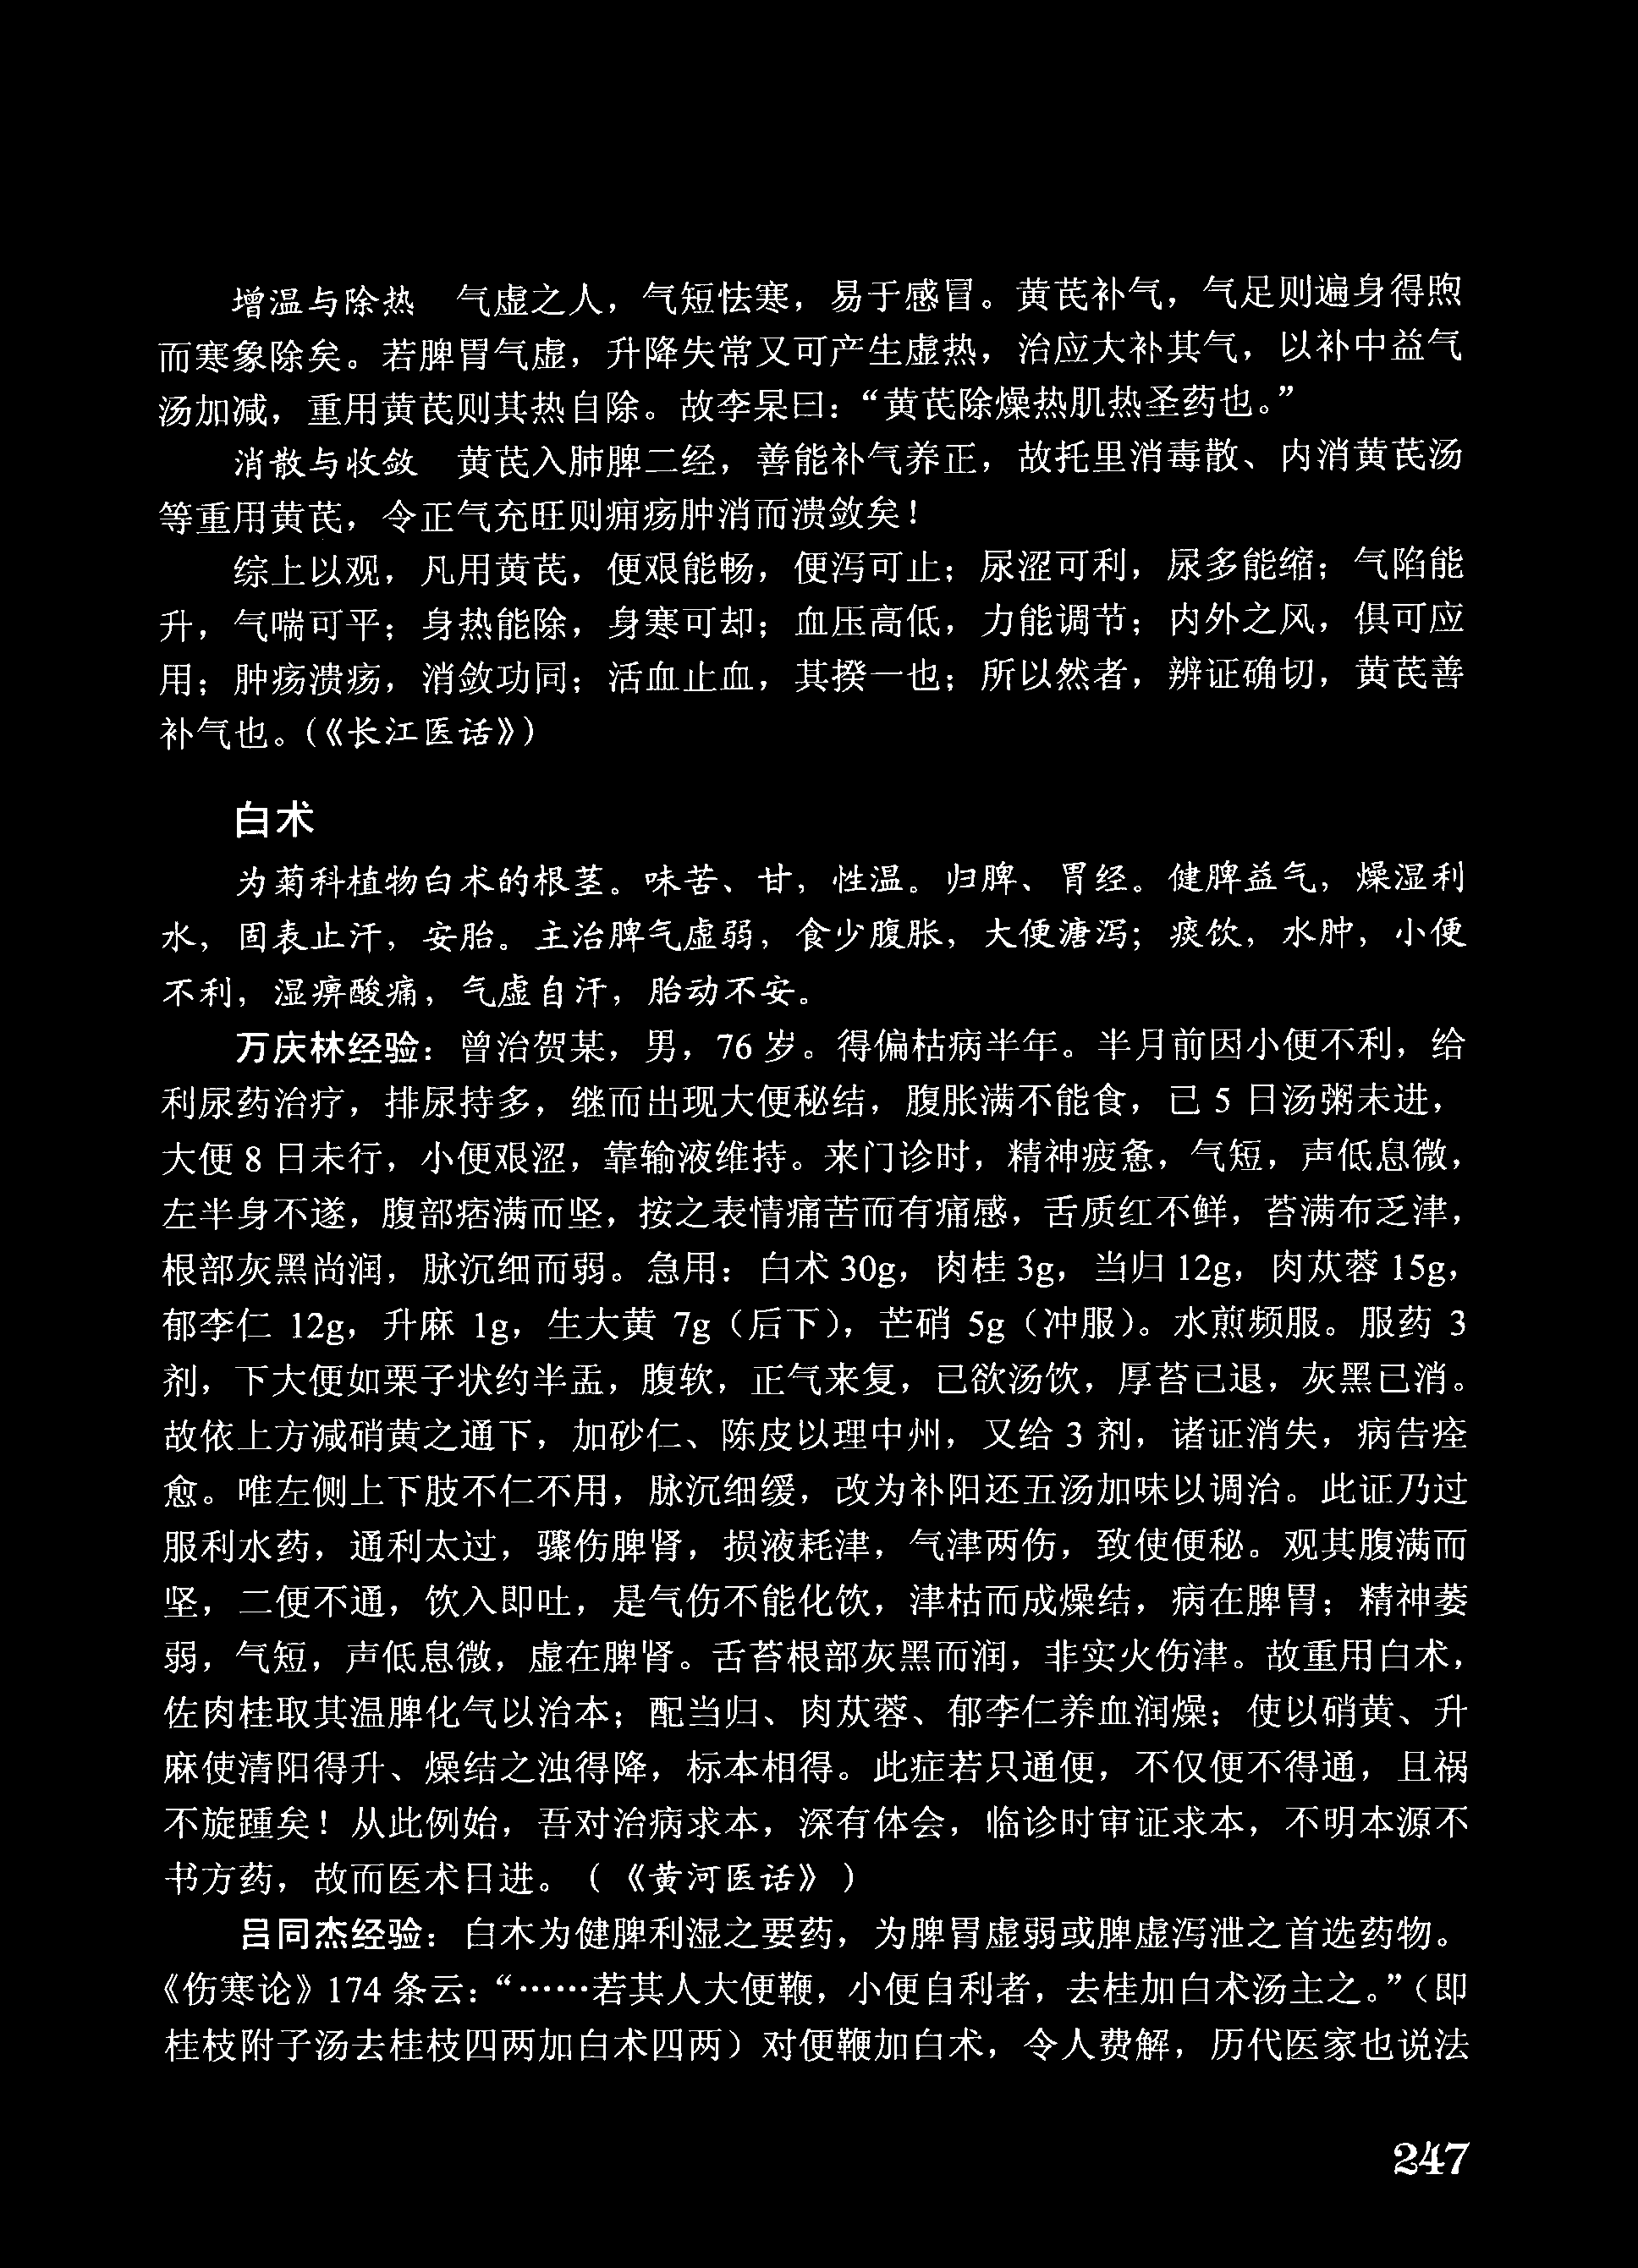 增温与除热　气虚之人，气短怯寒，易于感冒。黄芪补气，气足则遍身得煦
而寒象除矣。若脾胃气虚，升降失常又可产生虚热，治应大补其气，以补中益气
汤加减，重用黄芪则其热自除。故李杲曰：“黄芪除燥热肌热圣药也。”
消散与收敛　黄芪入肺脾二经，善能补气养正，故托里消毒散、内消黄芪汤
等重用黄芪，令正气充旺则痈疡肿消而溃敛矣！
综上以观，凡用黄芪，便艰能畅，便泻可止；尿涩可利，尿多能缩；气陷能
升，气喘可平；身热能除，身寒可却；血压高低，力能调节；内外之风，俱可应
用；肿疡溃疡，消敛功同；活血止血，其揆一也；所以然者，辨证确切，黄芪善
补气也。（《长江医话》）
白术
为菊科植物白术的根茎。味苦、甘，性温。归脾、胃经。健脾益气，燥湿利
水，固表止汗，安胎。主治脾气虚弱，食少腹胀，大便溏泻；痰饮，水肿，小便
不利，湿痹酸痛，气虚自汗，胎动不安。
万庆林经验：曾治贺某，男，76 岁。得偏枯病半年。半月前因小便不利，给
利尿药治疗，排尿持多，继而出现大便秘结，腹胀满不能食，已 5 日汤粥未进，
大便 8 日未行，小便艰涩，靠输液维持。来门诊时，精神疲惫，气短，声低息微，
左半身不遂，腹部痞满而坚，按之表情痛苦而有痛感，舌质红不鲜，苔满布乏津，
根部灰黑尚润，脉沉细而弱。急用：白术 30g，肉桂 3g，当归 12g，肉苁蓉 15g，
郁李仁 12g，升麻 1g，生大黄 7g（后下），芒硝 5g（冲服）。水煎频服。服药 3
剂，下大便如栗子状约半盂，腹软，正气来复，已欲汤饮，厚苔已退，灰黑已消。
故依上方减硝黄之通下，加砂仁、陈皮以理中州，又给 3 剂，诸证消失，病告痊
愈。唯左侧上下肢不仁不用，脉沉细缓，改为补阳还五汤加味以调治。此证乃过
服利水药，通利太过，骤伤脾肾，损液耗津，气津两伤，致使便秘。观其腹满而
坚，二便不通，饮入即吐，是气伤不能化饮，津枯而成燥结，病在脾胃；精神萎
弱，气短，声低息微，虚在脾肾。舌苔根部灰黑而润，非实火伤津。故重用白术，
佐肉桂取其温脾化气以治本；配当归、肉苁蓉、郁李仁养血润燥；使以硝黄、升
麻使清阳得升、燥结之浊得降，标本相得。此症若只通便，不仅便不得通，且祸
不旋踵矣！从此例始，吾对治病求本，深有体会，临诊时审证求本，不明本源不
书方药，故而医术日进。（《黄河医话》）
吕同杰经验：白术为健脾利湿之要药，为脾胃虚弱或脾虚泻泄之首选药物。
《伤寒论》174 条云：“……若其人大便鞕，小便自利者，去桂加白术汤主之。”（即
桂枝附子汤去桂枝四两加白术四两）对便鞕加白术，令人费解，历代医家也说法
247